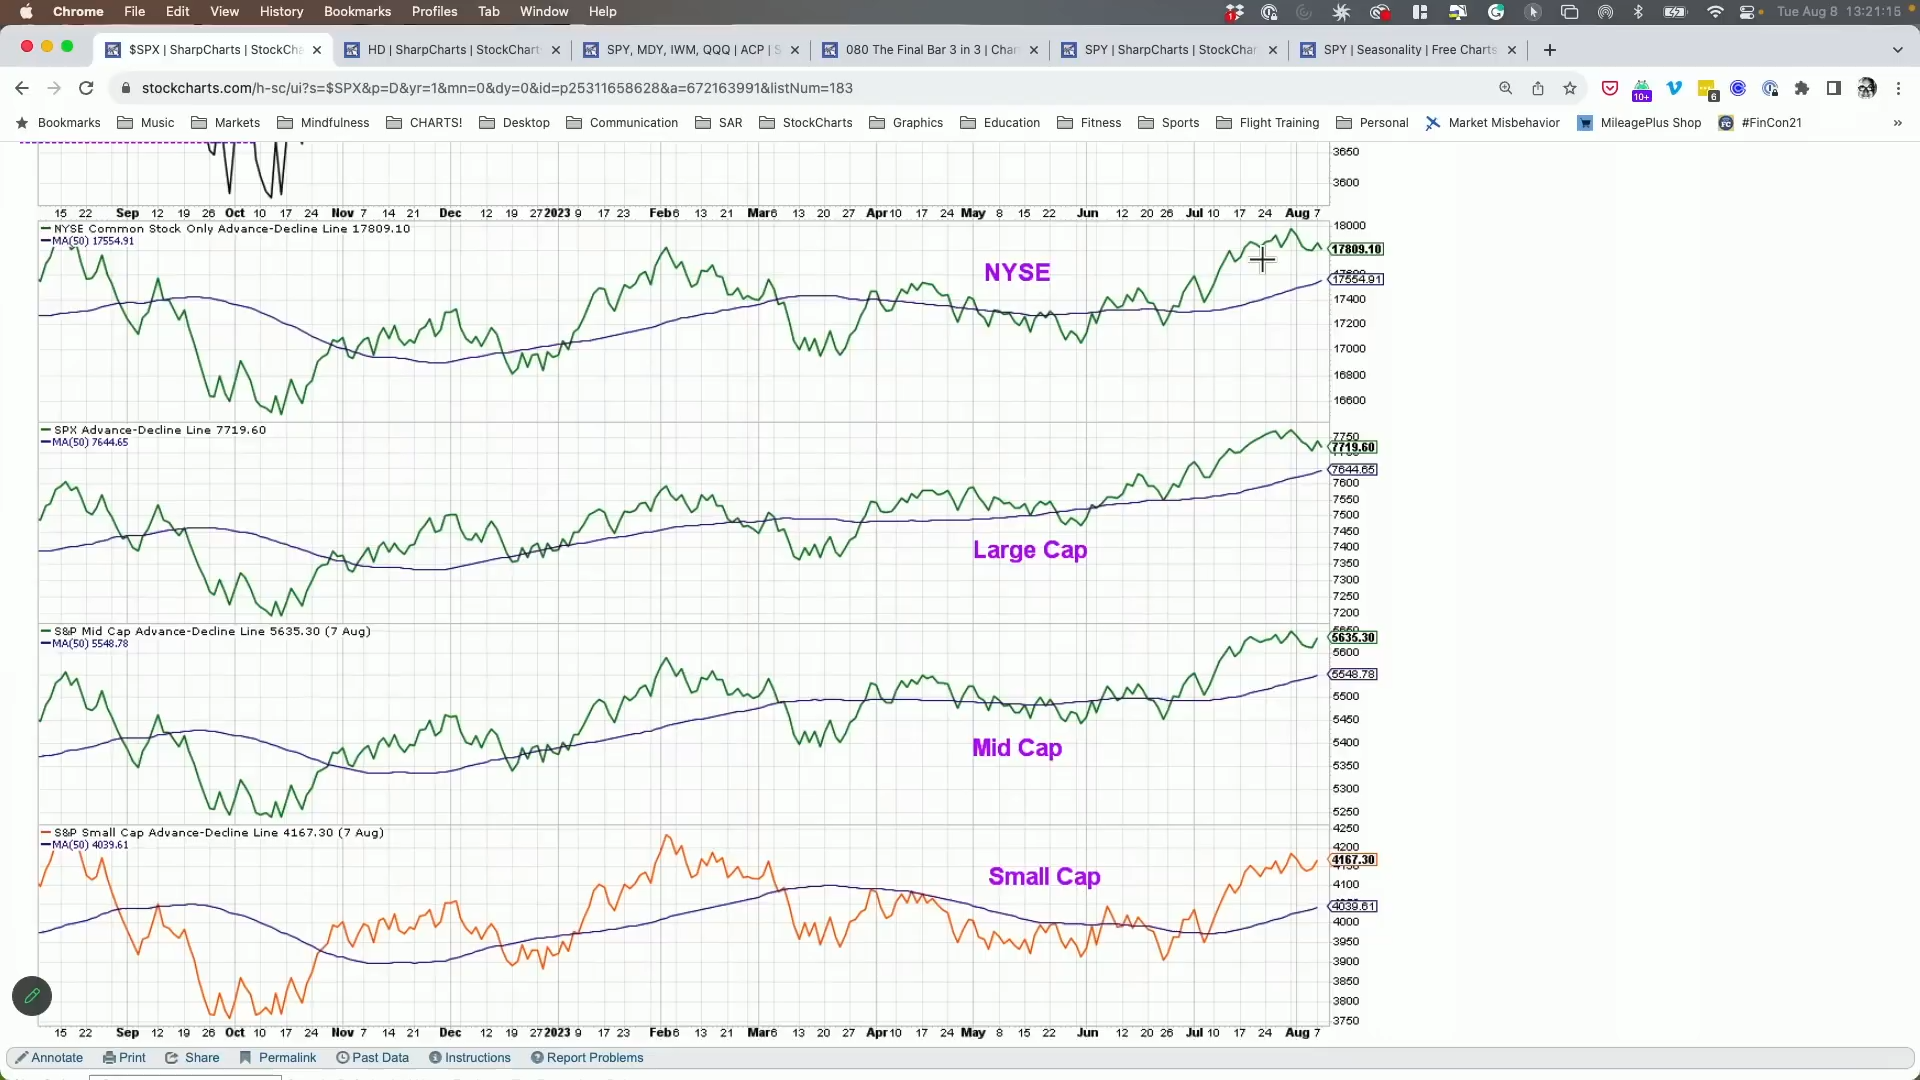 Chrome File Edit View History Bookmarks Profiles Tab Window Help Tue Aug 8 13:21:15
$SPX | SharpCharts | StockCha HD | SharpCharts | StockChart SPY, MDY, IWM, QQQ | ACP | S 080 The Final Bar 3 in 3 | Char SPY | SharpCharts | StockChar SPY | Seasonality | Free Charts
stockcharts.com/h-sc/ui?s=$SPX&p=D&yr=1&mn=0&dy=0&id=p25311658628&a=672163991&listNum=183 10+ 6
Bookmarks Music Markets Mindfulness CHARTS! Desktop Communication SAR StockCharts Graphics Education Fitness Sports Flight Training Personal Market Misbehavior MileagePlus Shop #FinCon21 »
3650
3600
15 22 Sep 12 19 26 Oct 10 17 24 Nov 7 14 21 Dec 12 19 27 2023 9 17 23 Feb 6 13 21 Mar 6 13 20 27 Apr 10 17 24 May 8 15 22 Jun 12 20 26 Jul 10 17 24 Aug 7
NYSE Common Stock Only Advance-Decline Line 17809.10
MA(50) 17554.91
NYSE
18000
17809.10
17554.91
17400
17200
17000
16800
16600
SPX Advance-Decline Line 7719.60
MA(50) 7644.65
Large Cap
7750
7719.60
7644.65
7600
7550
7500
7450
7400
7350
7300
7250
7200
S&P Mid Cap Advance-Decline Line 5635.30 (7 Aug)
MA(50) 5548.78
Mid Cap
5635.30
5600
5548.78
5500
5450
5400
5350
5300
5250
S&P Small Cap Advance-Decline Line 4167.30 (7 Aug)
MA(50) 4039.61
Small Cap
4250
4200
4167.30
4100
4039.61
4000
3950
3900
3850
3800
3750
15 22 Sep 12 19 26 Oct 10 17 24 Nov 7 14 21 Dec 12 19 27 2023 9 17 23 Feb 6 13 21 Mar 6 13 20 27 Apr 10 17 24 May 8 15 22 Jun 12 20 26 Jul 10 17 24 Aug 7
Annotate Print Share Permalink Past Data Instructions Report Problems